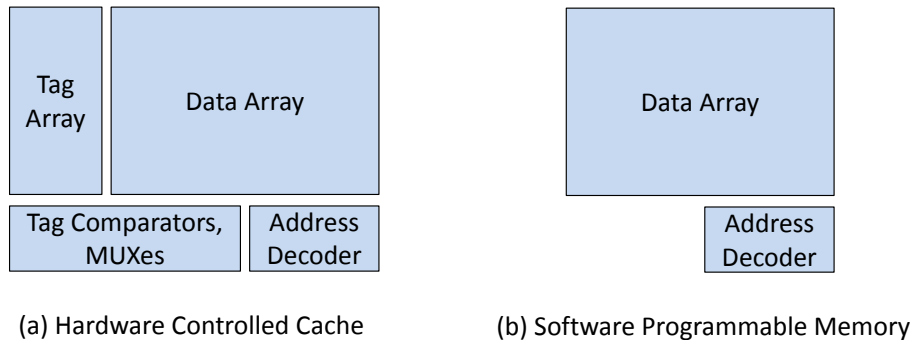 Tag
Array
Data Array
Tag Comparators,
MUXes
Address
Decoder
(a) Hardware Controlled Cache
Data Array
Address
Decoder
(b) Software Programmable Memory